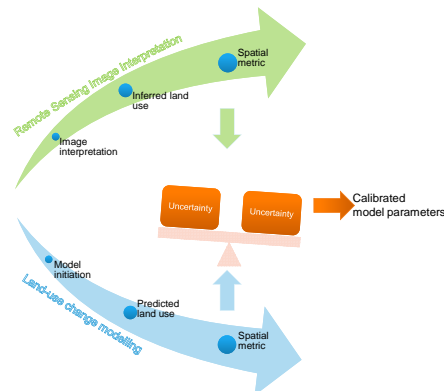 Remote Sensing Image Interpretation
Spatial
metric
Inferred land
use
Image
interpretation
Uncertainty
Uncertainty
Calibrated
model parameters
Model
initiation
Predicted
land use
Spatial
metric
Land-use change modelling